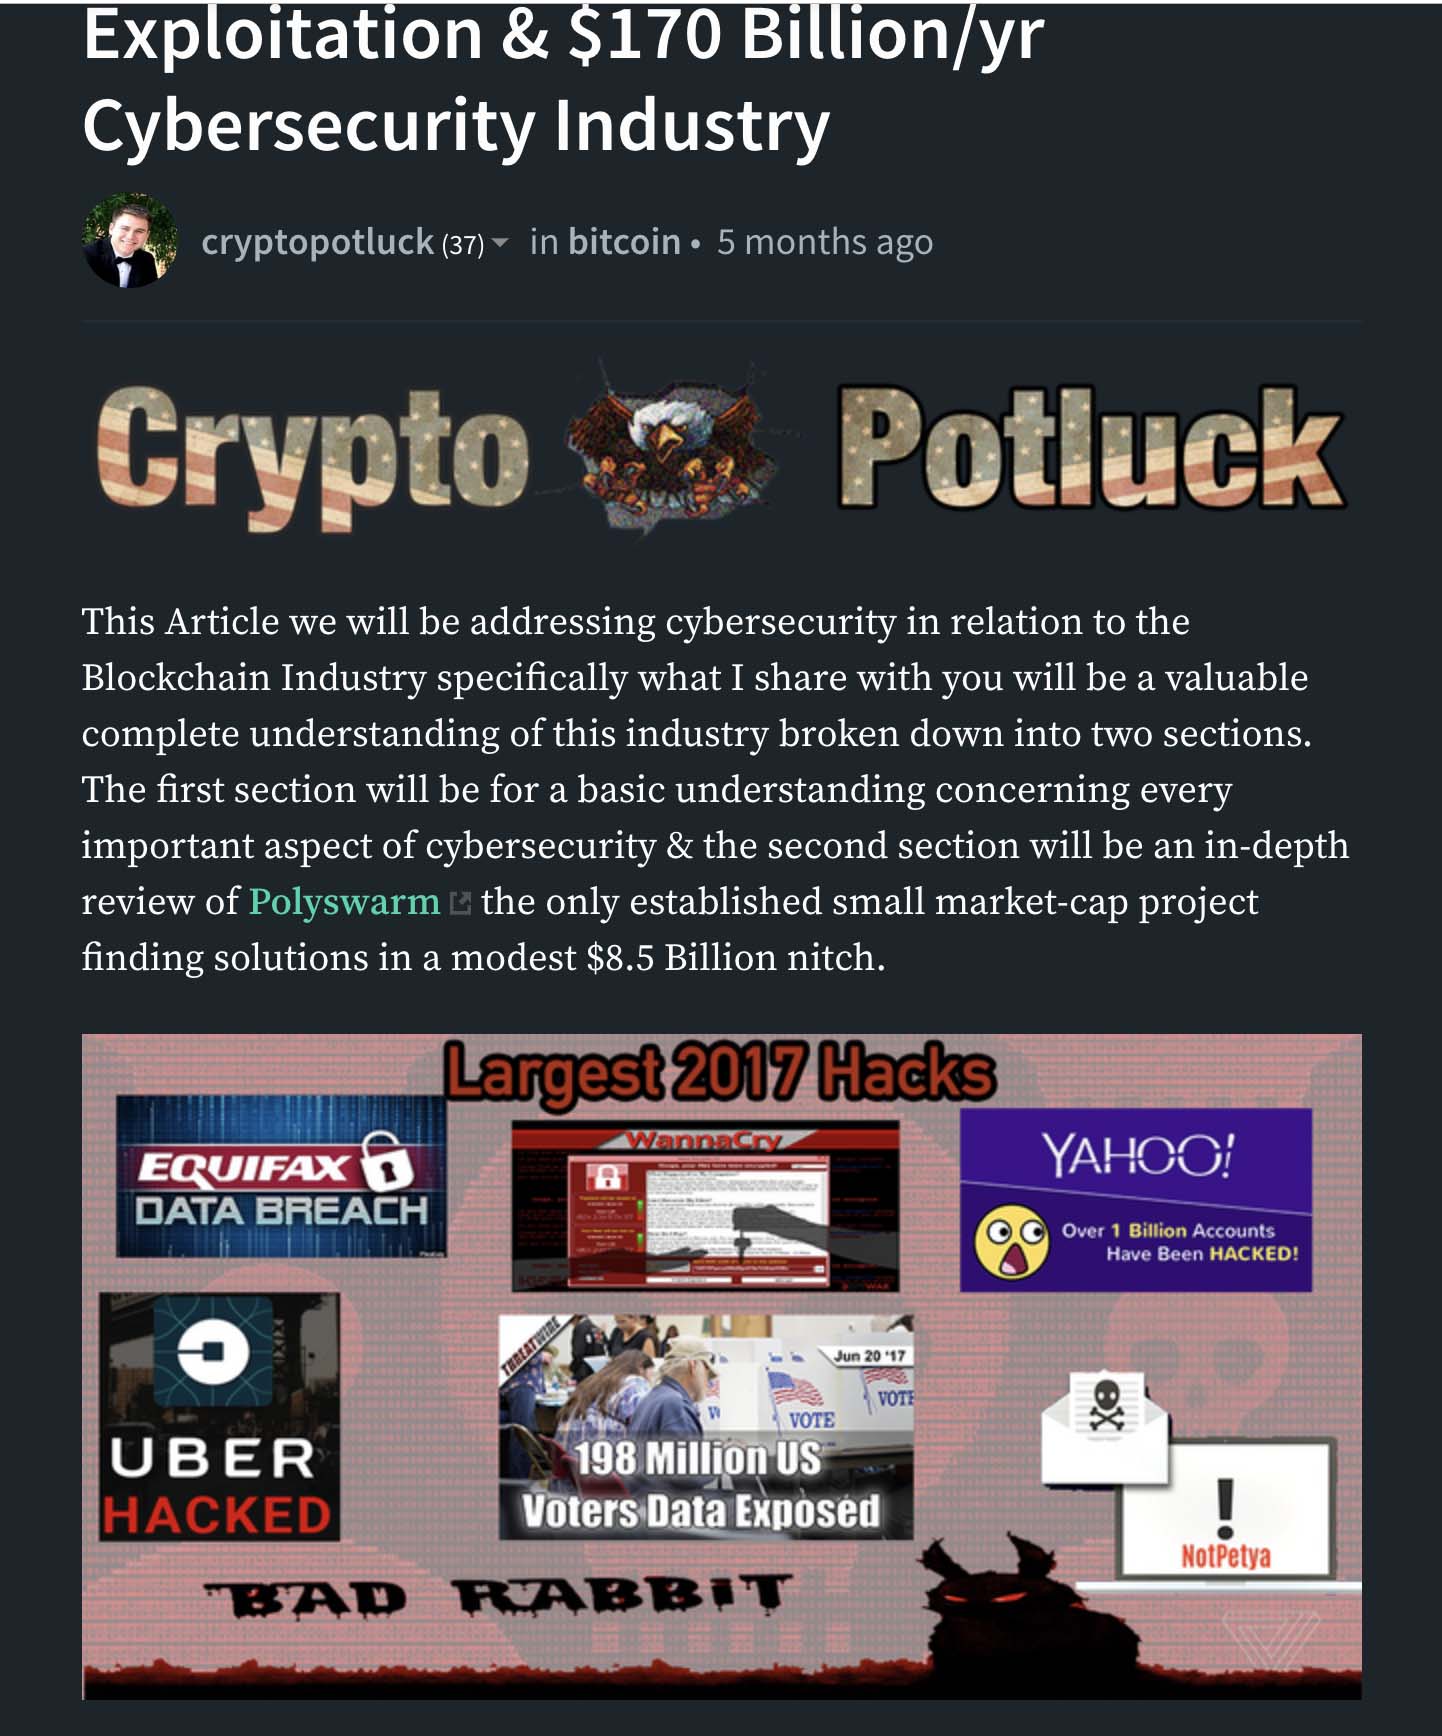 Exploitation & $170 Billion/yr
Cybersecurity Industry
cryptopotluck (37) in bitcoin • 5 months ago
Crypto Potluck
This Article we will be addressing cybersecurity in relation to the
Blockchain Industry specifically what I share with you will be a valuable
complete understanding of this industry broken down into two sections.
The first section will be for a basic understanding concerning every
important aspect of cybersecurity & the second section will be an in-depth
review of Polyswarm the only established small market-cap project
finding solutions in a modest $8.5 Billion nitch.
Largest 2017 Hacks
EQUIFAX
DATA BREACH
WannaCry
YAHOO!
Over 1 Billion Accounts
Have Been HACKED!
UBER
HACKED
THREATWIRE
Jun 20 '17
VOTE
VOTE
198 Million US
Voters Data Exposed
!
NotPetya
BAD RABBIT